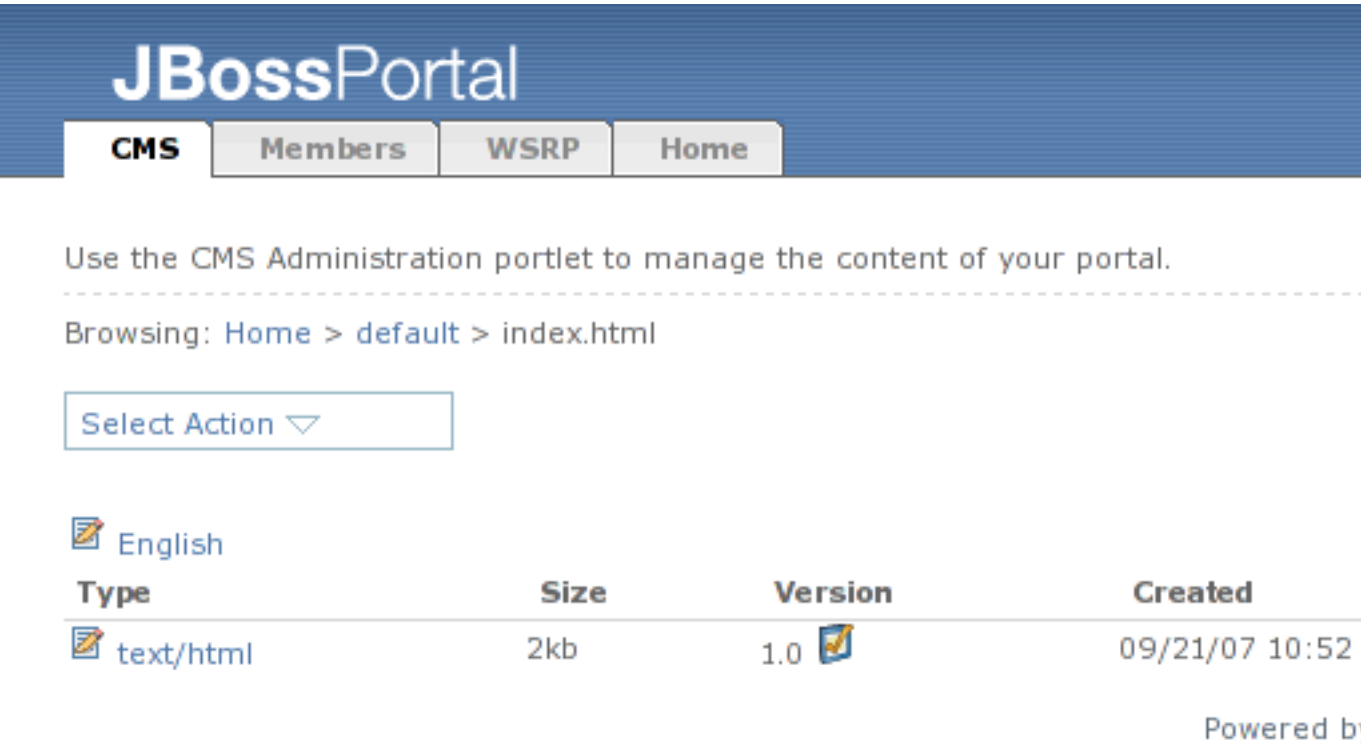 JBossPortal
CMS Members WSRP Home
Use the CMS Administration portlet to manage the content of your portal.
Browsing: Home > default > index.html
Select Action
English
Type Size Version Created
text/html 2kb 1.0 09/21/07 10:52
Powered